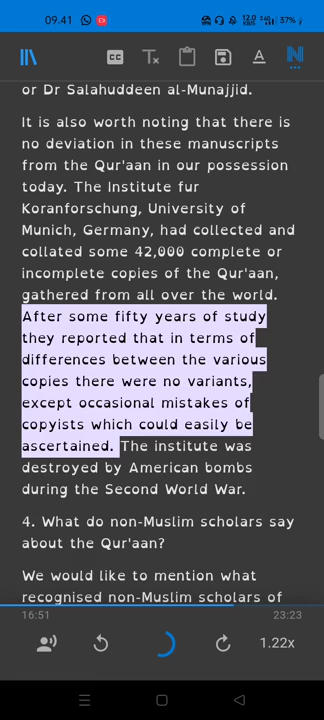 09.41
12.0
37%
CC
or Dr Salahuddeen al-Munajjid.
It is also worth noting that there is
no deviation in these manuscripts
from the Qur'aan in our possession
today. The Institute fur
Koranforschung, University of
Munich, Germany, had collected and
collated some 42,000 complete or
incomplete copies of the Qur'aan,
gathered from all over the world.
After some fifty years of study
they reported that in terms of
differences between the various
copies there were no variants,
except occasional mistakes of
copyists which could easily be
ascertained. The institute was
destroyed by American bombs
during the Second World War.
4. What do non-Muslim scholars say
about the Qur'aan?
We would like to mention what
recognised non-Muslim scholars of
16:51
23:23
1.22x